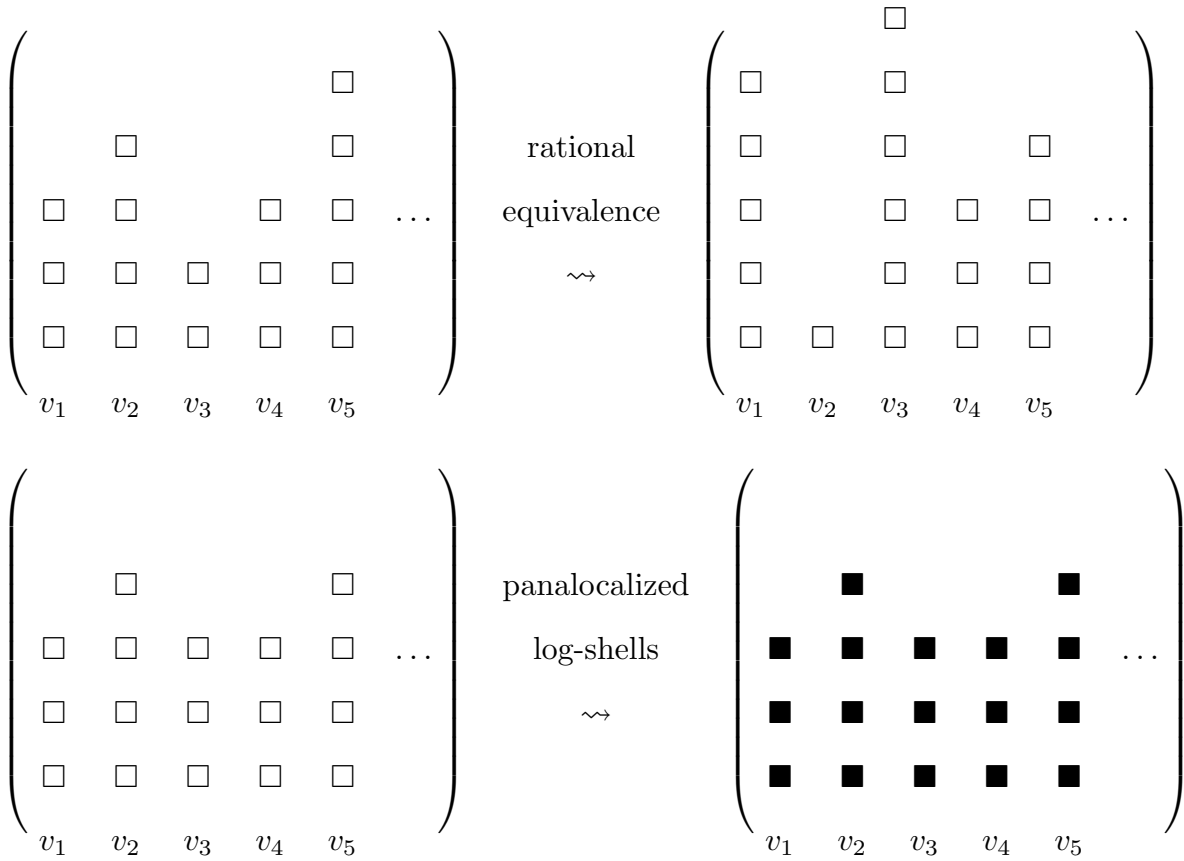 rational
equivalence
⇝
...
...
v₁ v₂ v₃ v₄ v₅
v₁ v₂ v₃ v₄ v₅
panalocalized
log-shells
⇝
...
...
v₁ v₂ v₃ v₄ v₅
v₁ v₂ v₃ v₄ v₅